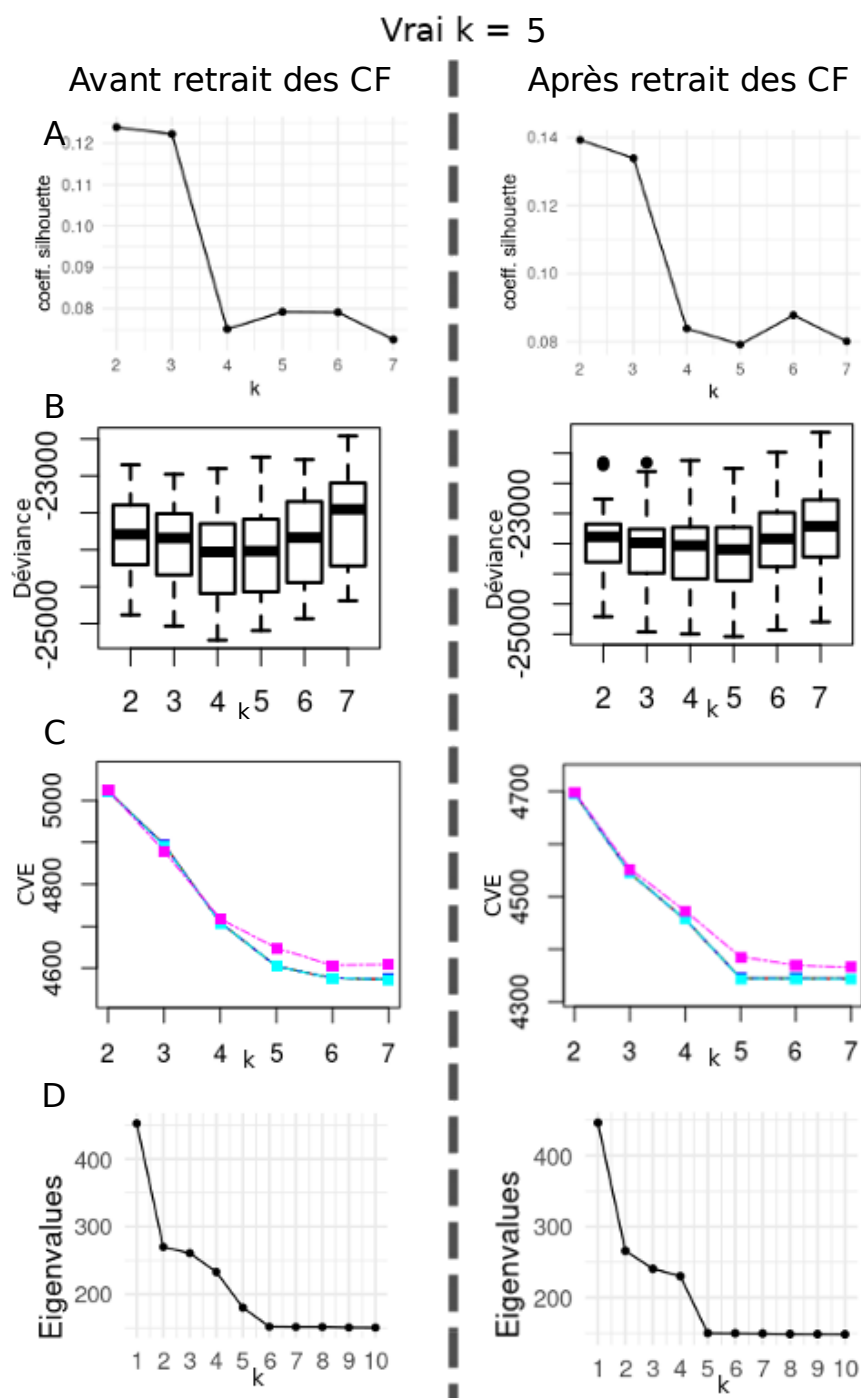 Vrai k = 5
Avant retrait des CF
Après retrait des CF
A
coeff. silhouette
0.12
0.11
0.10
0.09
0.08
2 3 4 5 6 7
k
coeff. silhouette
0.14
0.12
0.10
0.08
2 3 4 5 6 7
k
B
Déviance
-23000
-25000
2 3 4 5 6 7
k
Déviance
-23000
-25000
2 3 4 5 6 7
k
C
CVE
5000
4800
4600
2 3 4 5 6 7
k
CVE
4700
4500
4300
2 3 4 5 6 7
k
D
Eigenvalues
400
300
200
1 2 3 4 5 6 7 8 9 10
k
Eigenvalues
400
300
200
1 2 3 4 5 6 7 8 9 10
k